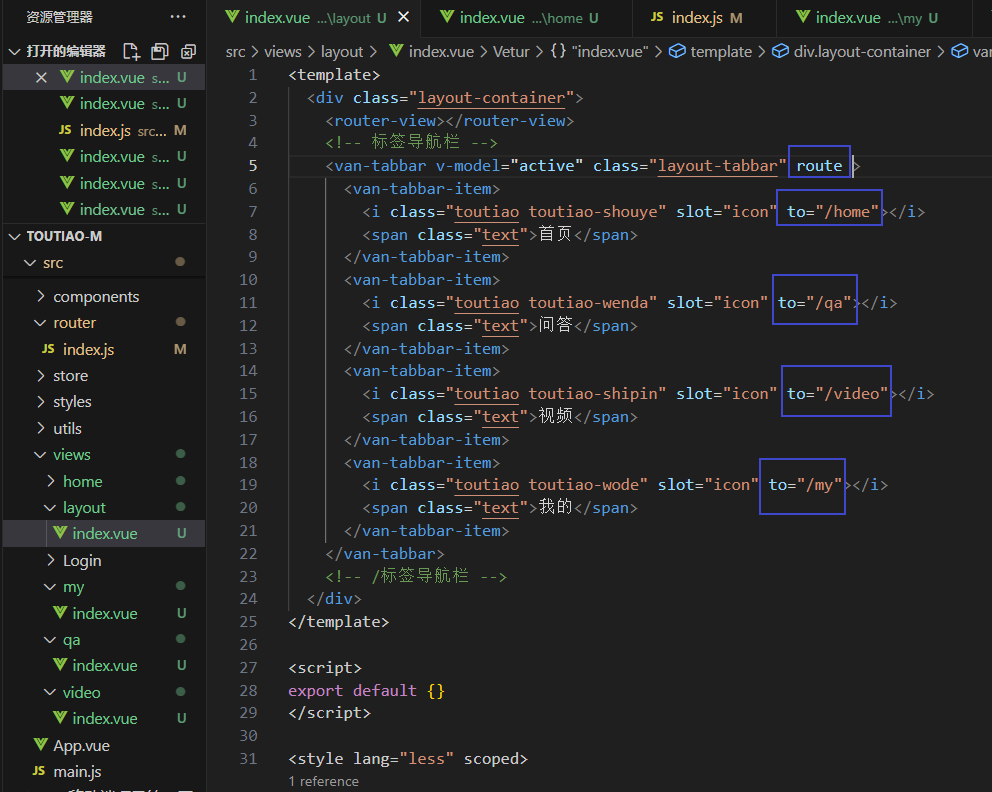 资源管理器 ···
打开的编辑器
index.vue s... U
index.vue s... U
JS index.js src... M
index.vue s... U
index.vue s... U
index.vue s... U
TOUTIAO-M
src
components
router
JS index.js M
store
styles
utils
views
home
layout
index.vue U
Login
my
index.vue U
qa
index.vue U
video
index.vue U
App.vue
JS main.js
index.vue ...\layout U
index.vue ...\home U
JS index.js M
index.vue ...\my U
src > views > layout > index.vue > Vetur > {} "index.vue" > template > div.layout-container > van
1 <template>
2 <div class="layout-container">
3 <router-view></router-view>
4 <!-- 标签导航栏 -->
5 <van-tabbar v-model="active" class="layout-tabbar" route >
6 <van-tabbar-item>
7 <i class="toutiao toutiao-shouye" slot="icon" to="/home"></i>
8 <span class="text">首页</span>
9 </van-tabbar-item>
10 <van-tabbar-item>
11 <i class="toutiao toutiao-wenda" slot="icon" to="/qa"></i>
12 <span class="text">问答</span>
13 </van-tabbar-item>
14 <van-tabbar-item>
15 <i class="toutiao toutiao-shipin" slot="icon" to="/video"></i>
16 <span class="text">视频</span>
17 </van-tabbar-item>
18 <van-tabbar-item>
19 <i class="toutiao toutiao-wode" slot="icon" to="/my"></i>
20 <span class="text">我的</span>
21 </van-tabbar-item>
22 </van-tabbar>
23 <!-- /标签导航栏 -->
24 </div>
25 </template>
26
27 <script>
28 export default {}
29 </script>
30
31 <style lang="less" scoped>
1 reference